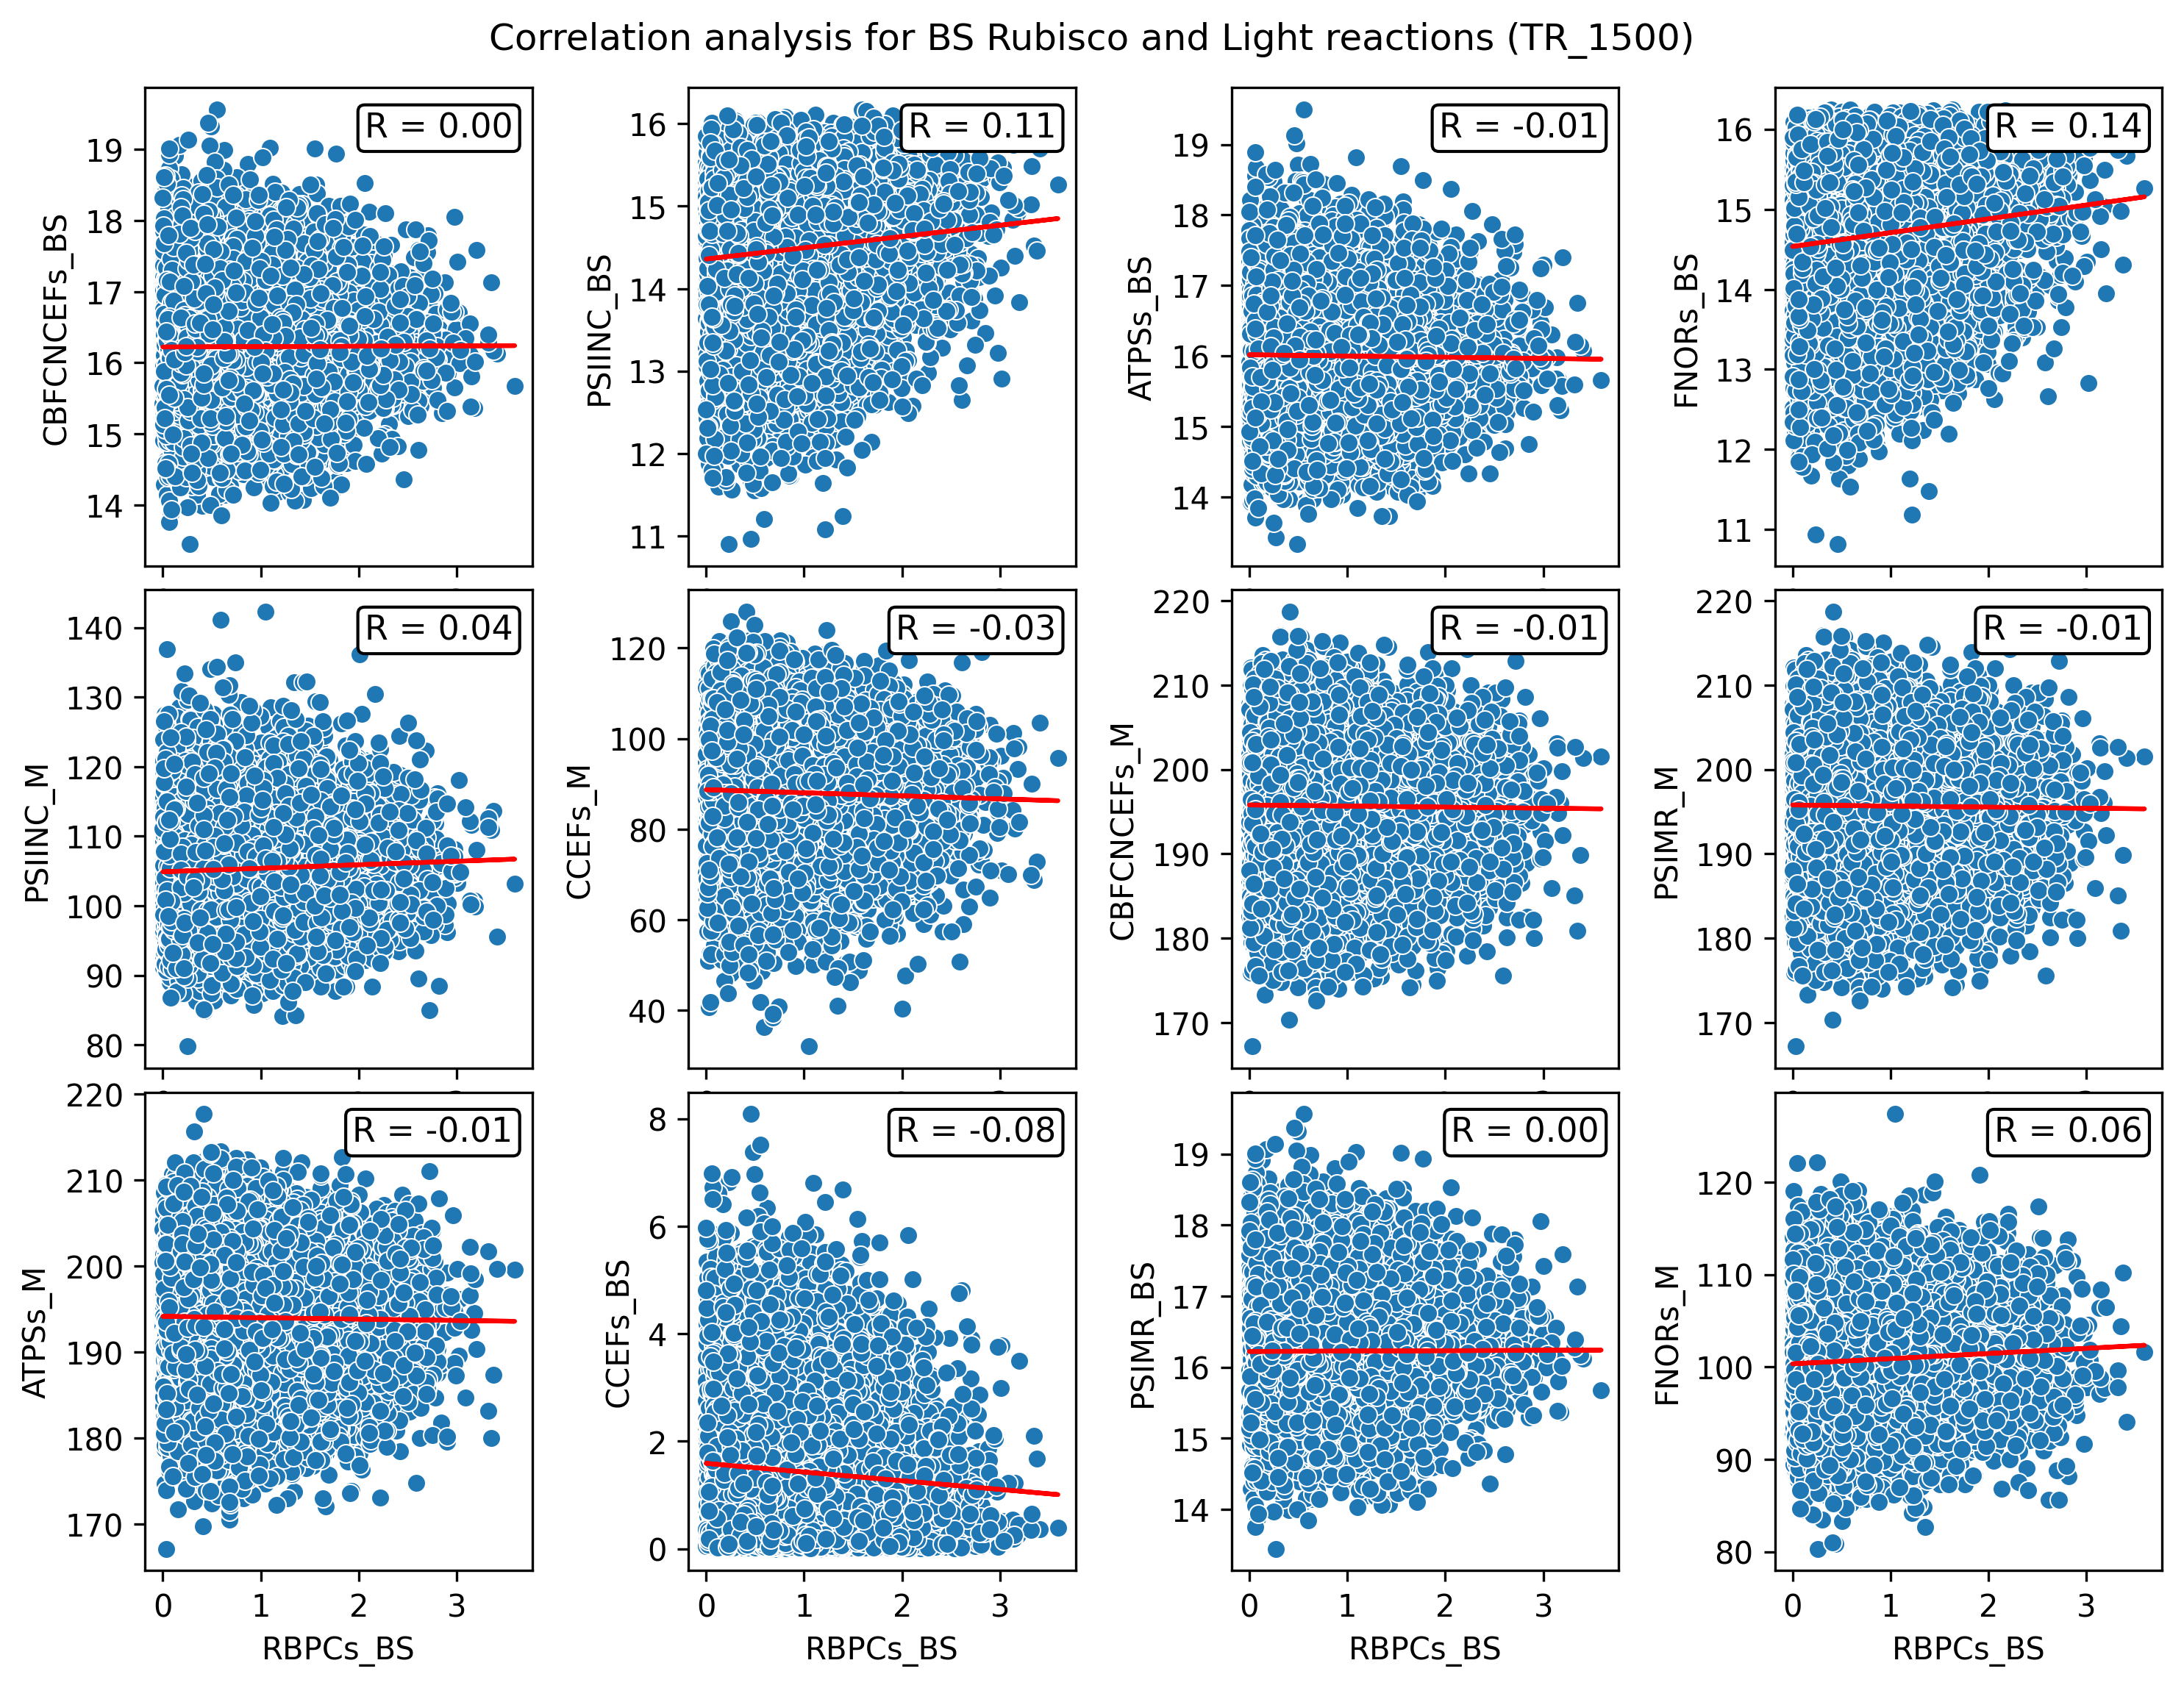 Correlation analysis for BS Rubisco and Light reactions (TR_1500)
CBFCNCEFs_BS
19
18
17
16
15
14
R = 0.00
PSIINC_BS
16
15
14
13
12
11
R = 0.11
ATPSs_BS
19
18
17
16
15
14
R = -0.01
FNORs_BS
16
15
14
13
12
11
R = 0.14
PSIINC_M
140
130
120
110
100
90
80
R = 0.04
CCEFs_M
120
100
80
60
40
R = -0.03
CBFCNCEFs_M
220
210
200
190
180
170
R = -0.01
PSIMR_M
220
210
200
190
180
170
R = -0.01
ATPSs_M
220
210
200
190
180
170
R = -0.01
0 1 2 3
RBPCs_BS
CCEFs_BS
8
6
4
2
0
R = -0.08
0 1 2 3
RBPCs_BS
PSIMR_BS
19
18
17
16
15
14
R = 0.00
0 1 2 3
RBPCs_BS
FNORs_M
120
110
100
90
80
R = 0.06
0 1 2 3
RBPCs_BS